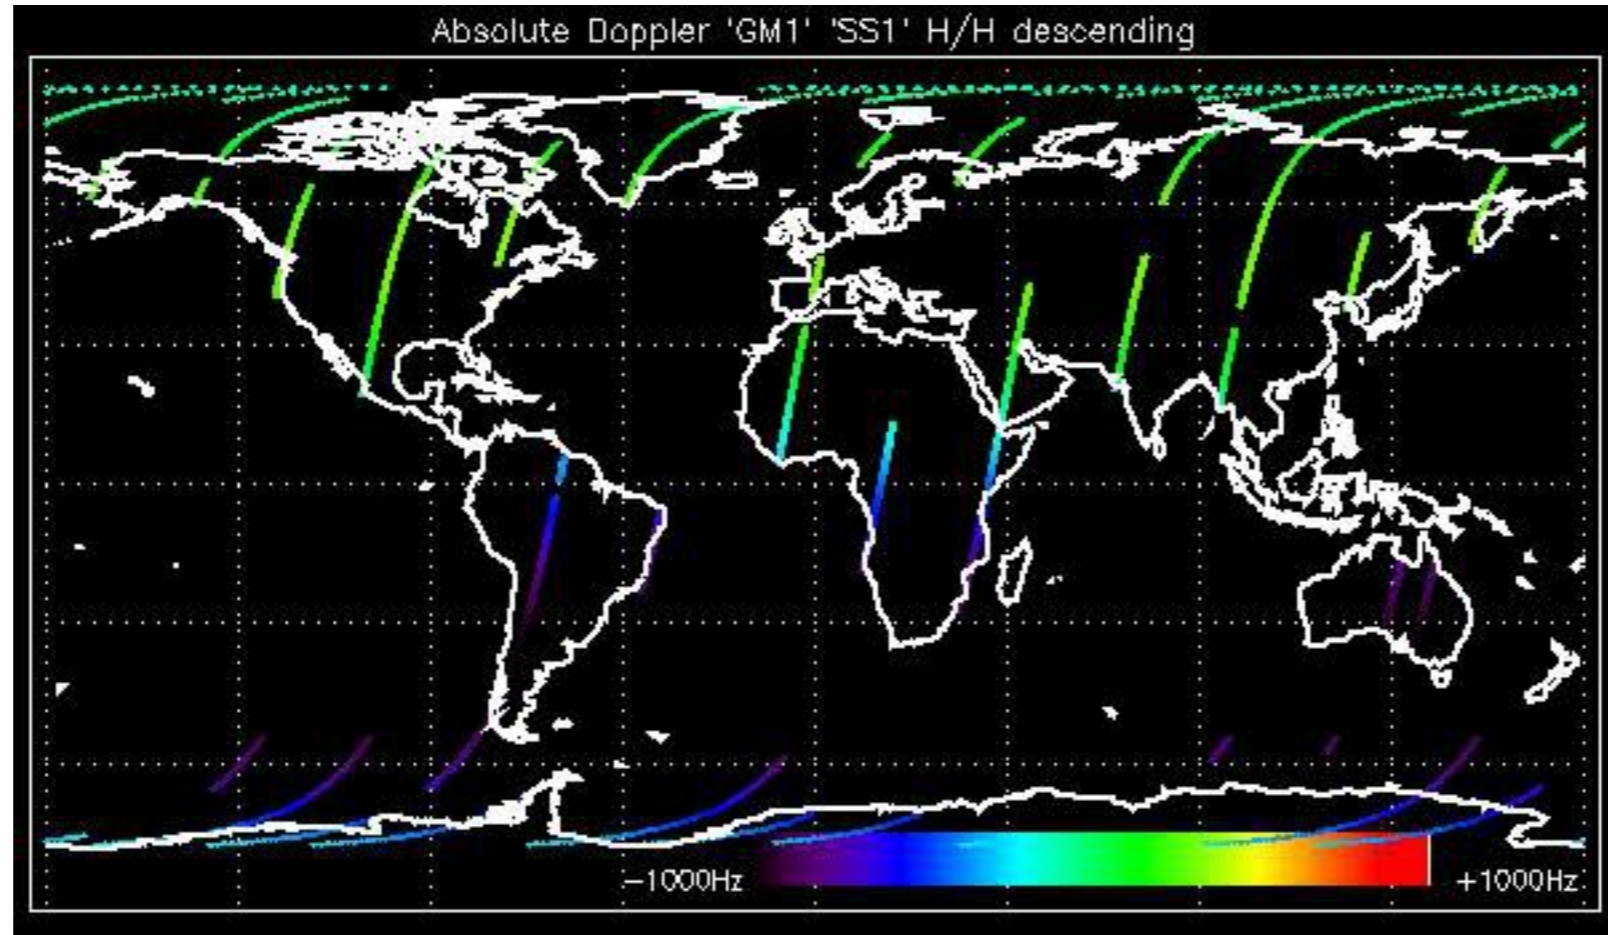 Absolute Doppler 'GM1' 'SS1' H/H descending
−1000Hz
+1000Hz